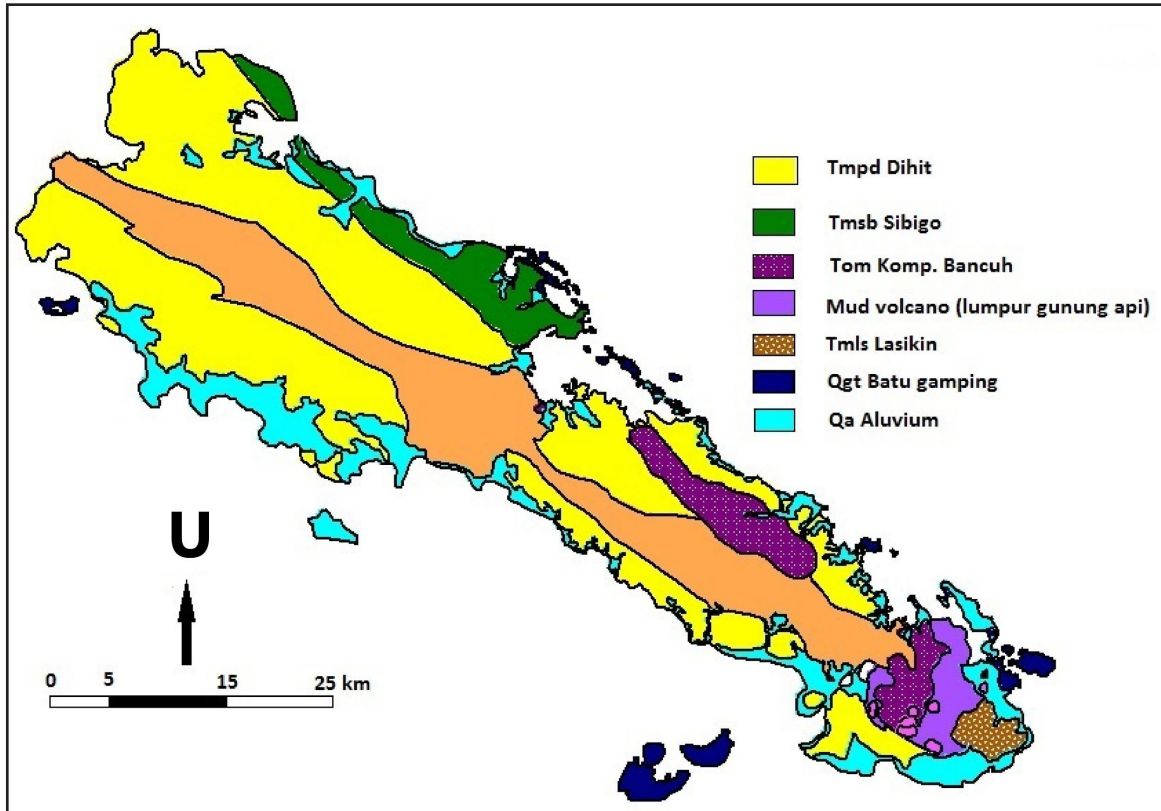 Tmpd Dihit
Tmsb Sibigo
Tom Komp. Bancuh
Mud volcano (lumpur gunung api)
Tmls Lasikin
Qgt Batu gamping
Qa Aluvium
U
0 5 15 25 km